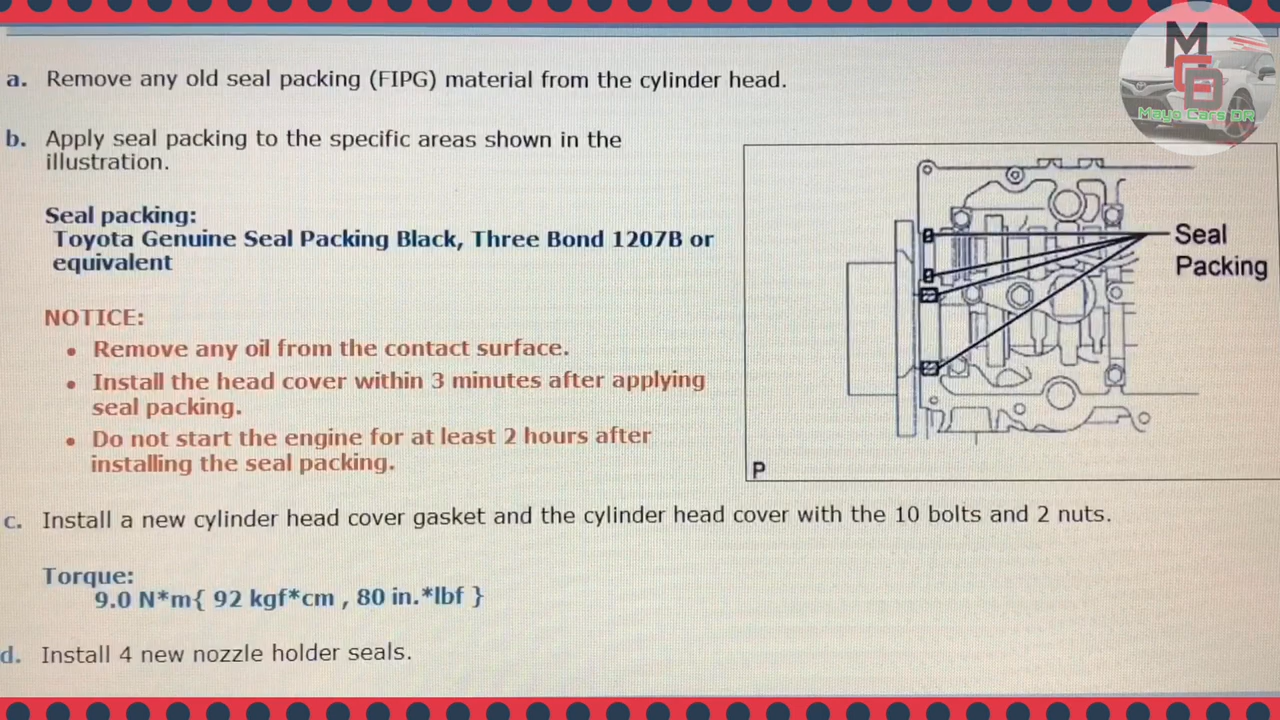 MCD
Mayo Cars DR
a. Remove any old seal packing (FIPG) material from the cylinder head.
b. Apply seal packing to the specific areas shown in the
illustration.
Seal packing:
Toyota Genuine Seal Packing Black, Three Bond 1207B or
equivalent
NOTICE:
• Remove any oil from the contact surface.
• Install the head cover within 3 minutes after applying
seal packing.
• Do not start the engine for at least 2 hours after
installing the seal packing.
Seal
Packing
P
c. Install a new cylinder head cover gasket and the cylinder head cover with the 10 bolts and 2 nuts.
Torque:
9.0 N*m{ 92 kgf*cm , 80 in.*lbf }
d. Install 4 new nozzle holder seals.